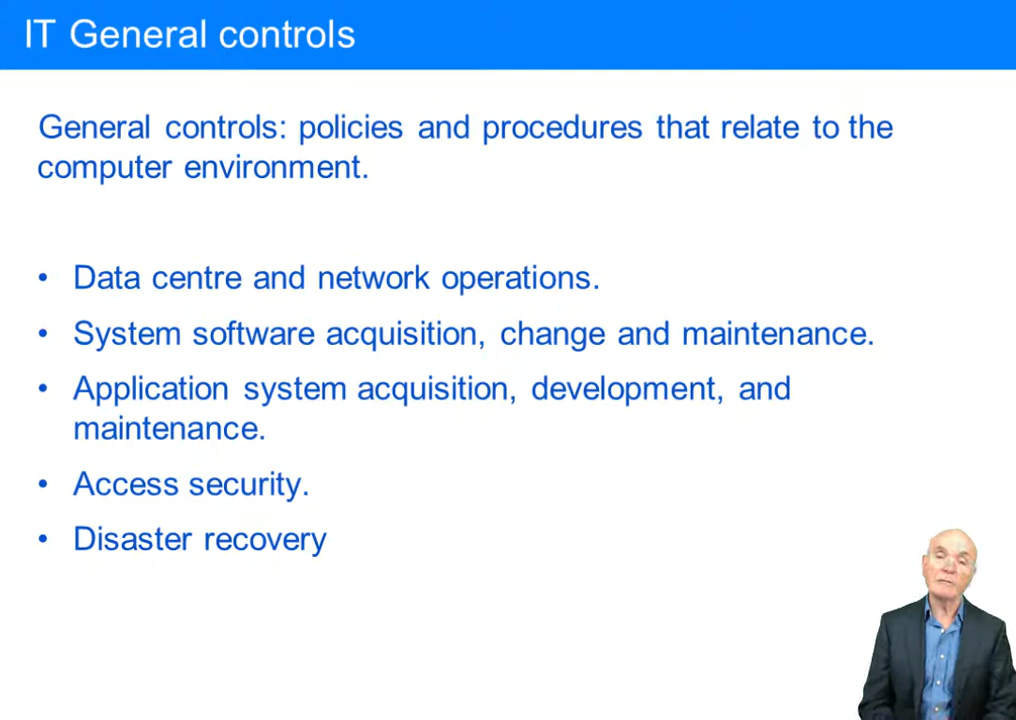 IT General controls
General controls: policies and procedures that relate to the
computer environment.
• Data centre and network operations.
• System software acquisition, change and maintenance.
• Application system acquisition, development, and
maintenance.
• Access security.
• Disaster recovery